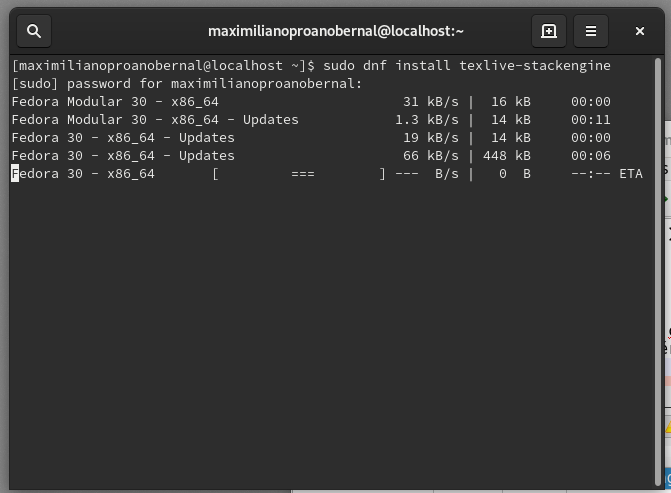 maximilianoproanobernal@localhost:~
[maximilianoproanobernal@localhost ~]$ sudo dnf install texlive-stackengine
[sudo] password for maximilianoproanobernal:
Fedora Modular 30 - x86_64                       31 kB/s |  16 kB     00:00
Fedora Modular 30 - x86_64 - Updates            1.3 kB/s |  14 kB     00:11
Fedora 30 - x86_64 - Updates                     19 kB/s |  14 kB     00:00
Fedora 30 - x86_64 - Updates                     66 kB/s | 448 kB     00:06
Fedora 30 - x86_64       [         ===        ] ---  B/s |   0  B     --:-- ETA